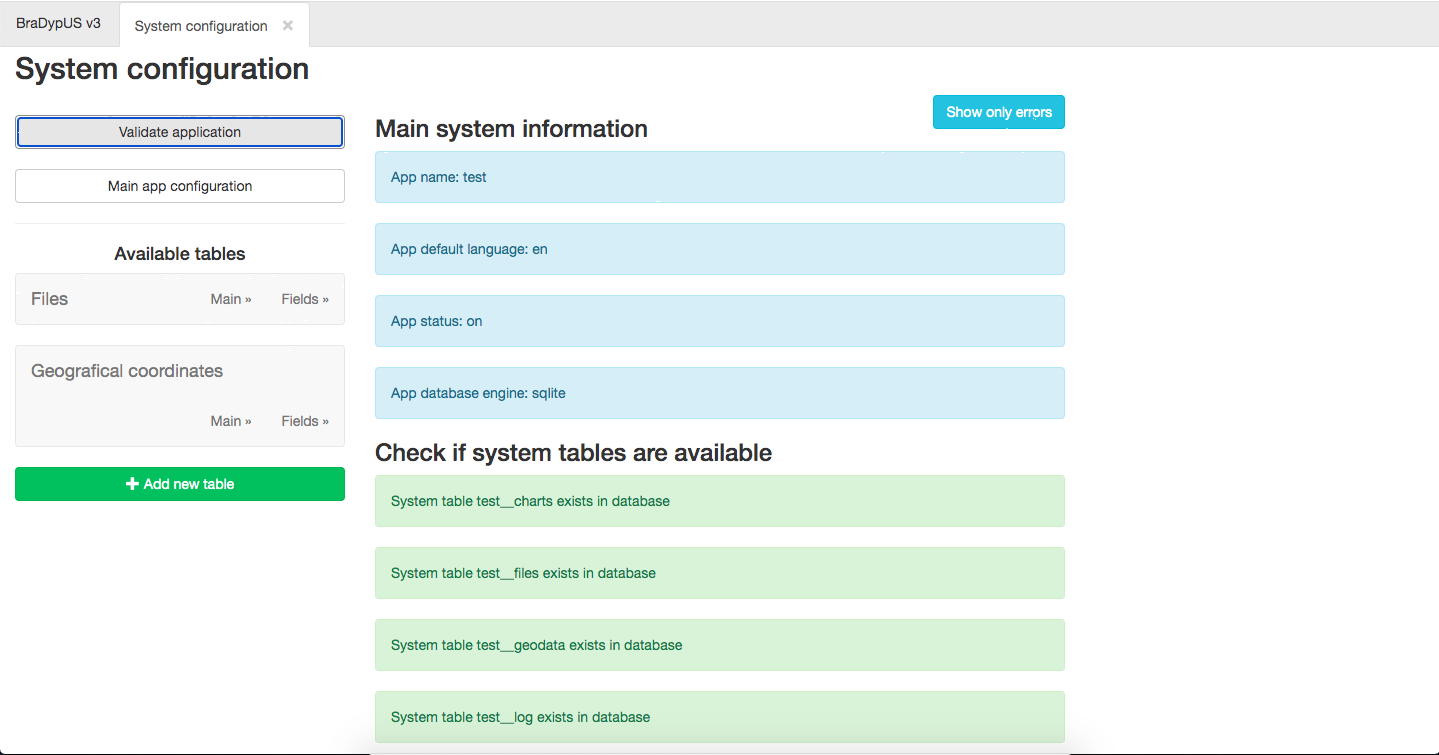 BraDypUS v3
System configuration ×
System configuration
Validate application
Main app configuration
Available tables
Files Main » Fields »
Geografical coordinates
Main » Fields »
+ Add new table
Show only errors
Main system information
App name: test
App default language: en
App status: on
App database engine: sqlite
Check if system tables are available
System table test__charts exists in database
System table test__files exists in database
System table test__geodata exists in database
System table test__log exists in database